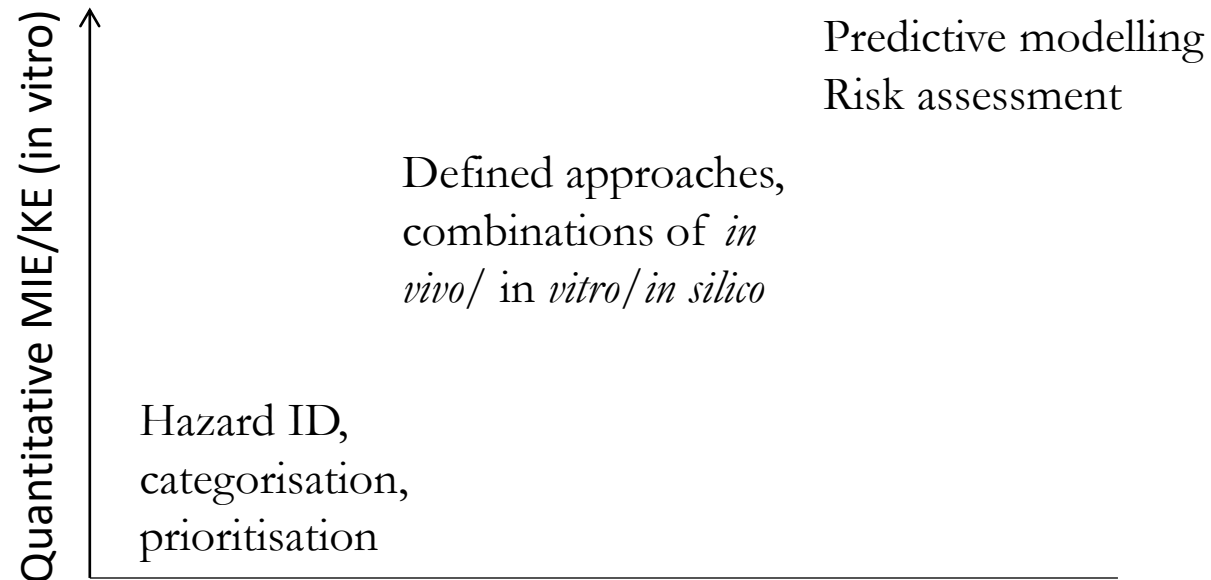 Quantitative MIE/KE (in vitro)
Predictive modelling
Risk assessment
Defined approaches,
combinations of in
vivo/ in vitro/in silico
Hazard ID,
categorisation,
prioritisation